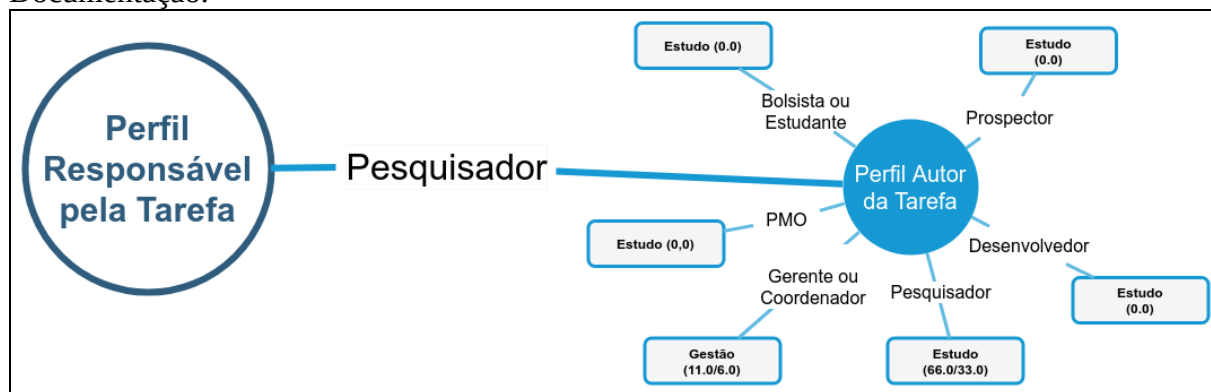 Documentação.
Perfil
Responsável
pela Tarefa
Pesquisador
Perfil Autor
da Tarefa
Estudo (0.0)
Bolsista ou
Estudante
Estudo
(0.0)
Prospector
PMO
Estudo (0,0)
Desenvolvedor
Estudo
(0.0)
Gerente ou
Coordenador
Gestão
(11.0/6.0)
Pesquisador
Estudo
(66.0/33.0)